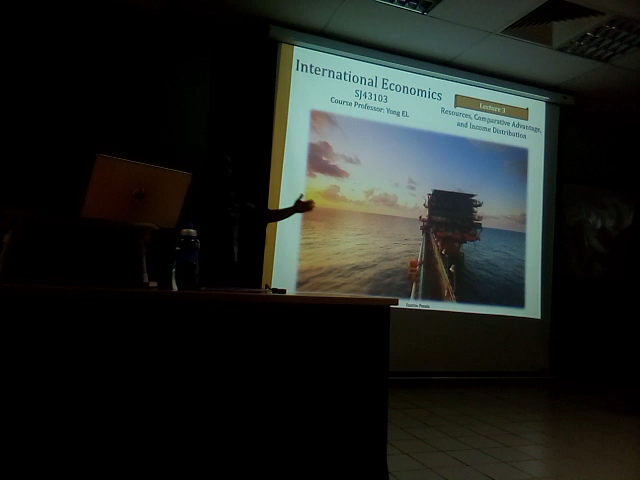 International Economics
SJ43103
Course Professor: Yong EL
Lecture 3
Resources, Comparative Advantage,
and Income Distribution